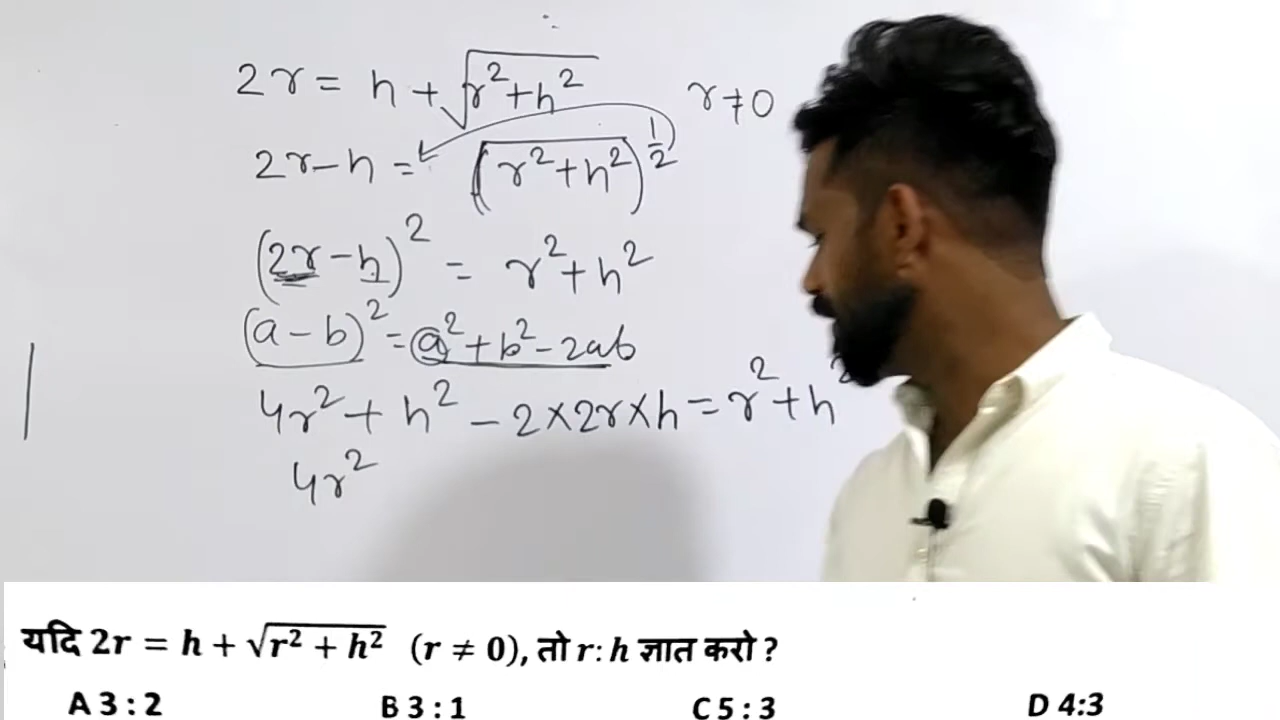 2r = h + √r²+h² r≠0
2r-h = (r²+h²)^1/2
(2r-h)² = r²+h²
(a-b)² = a²+b²-2ab
4r²+h²-2×2r×h = r²+h²
4r²
यदि 2r = h + √r² + h² (r ≠ 0), तो r: h ज्ञात करो ?
A 3 : 2 B 3 : 1 C 5 : 3 D 4:3